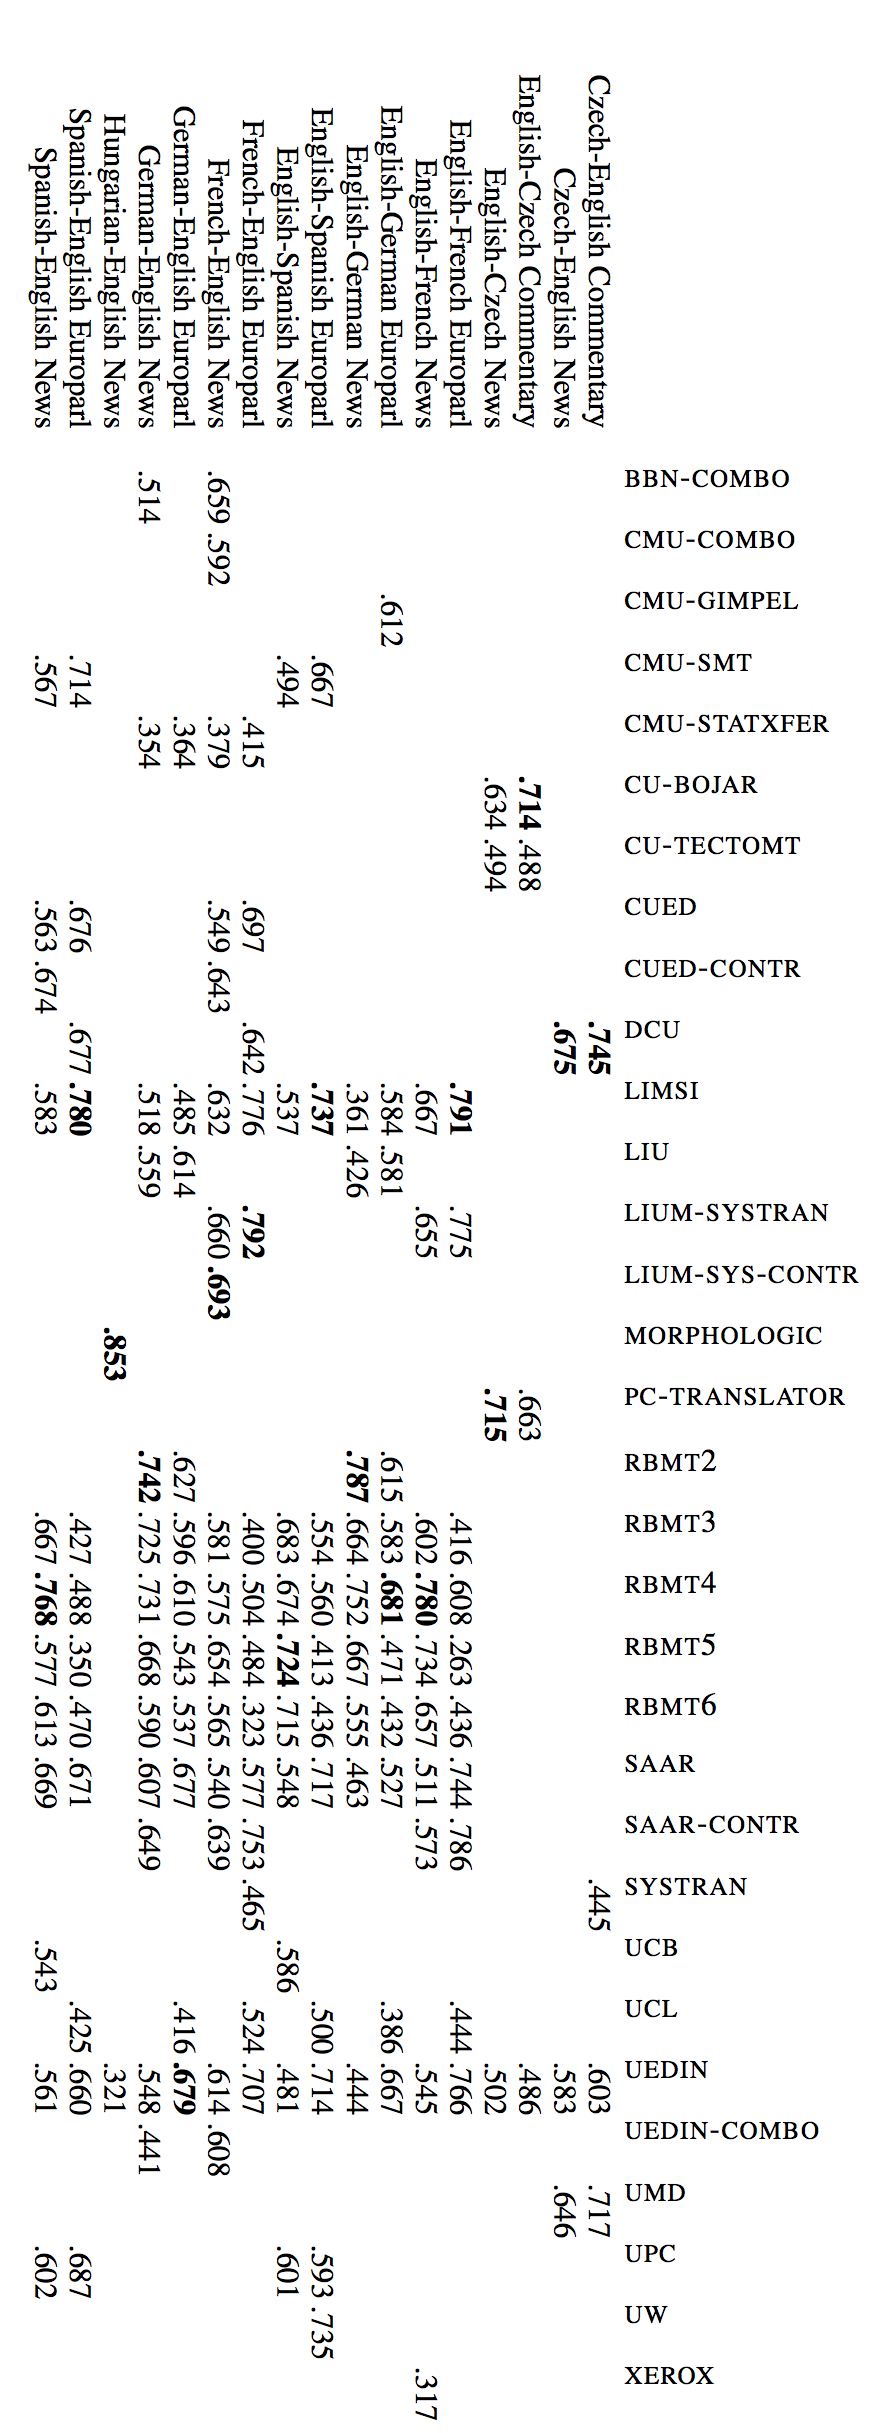 BBN-COMBO
CMU-COMBO
CMU-GIMPEL
CMU-SMT
CMU-STATXFER
CU-BOJAR
CU-TECTOMT
CUED
CUED-CONTR
DCU
LIMSI
LIU
LIUM-SYSTRAN
LIUM-SYS-CONTR
MORPHOLOGIC
PC-TRANSLATOR
RBMT2
RBMT3
RBMT4
RBMT5
RBMT6
SAAR
SAAR-CONTR
SYSTRAN
UCB
UCL
UEDIN
UEDIN-COMBO
UMD
UPC
UW
XEROX
Czech-English Commentary .745 .445 .603 .717
Czech-English News .675 .583 .646
English-Czech Commentary .714 .488 .663 .486
English-Czech News .634 .494 .715 .502
English-French Europarl .791 .775 .416 .608 .263 .436 .744 .786 .444 .766
English-French News .667 .655 .602 .780 .734 .657 .511 .573 .545 .317
English-German Europarl .612 .584 .581 .615 .583 .681 .471 .432 .527 .386 .667
English-German News .361 .426 .787 .664 .752 .667 .555 .463 .444
English-Spanish Europarl .667 .737 .554 .560 .413 .436 .717 .500 .714 .593 .735
English-Spanish News .494 .537 .683 .674 .724 .715 .548 .586 .481 .601
French-English Europarl .415 .697 .642 .776 .792 .400 .504 .484 .323 .577 .753 .465 .524 .707
French-English News .659 .592 .379 .549 .643 .632 .660 .693 .581 .575 .654 .565 .540 .639 .614 .608
German-English Europarl .364 .485 .614 .627 .596 .610 .543 .537 .677 .416 .679
German-English News .514 .354 .518 .559 .742 .725 .731 .668 .590 .607 .649 .548 .441
Hungarian-English News .853 .321
Spanish-English Europarl .714 .676 .677 .780 .427 .488 .350 .470 .671 .425 .660 .687
Spanish-English News .567 .563 .674 .583 .667 .768 .577 .613 .669 .543 .561 .602